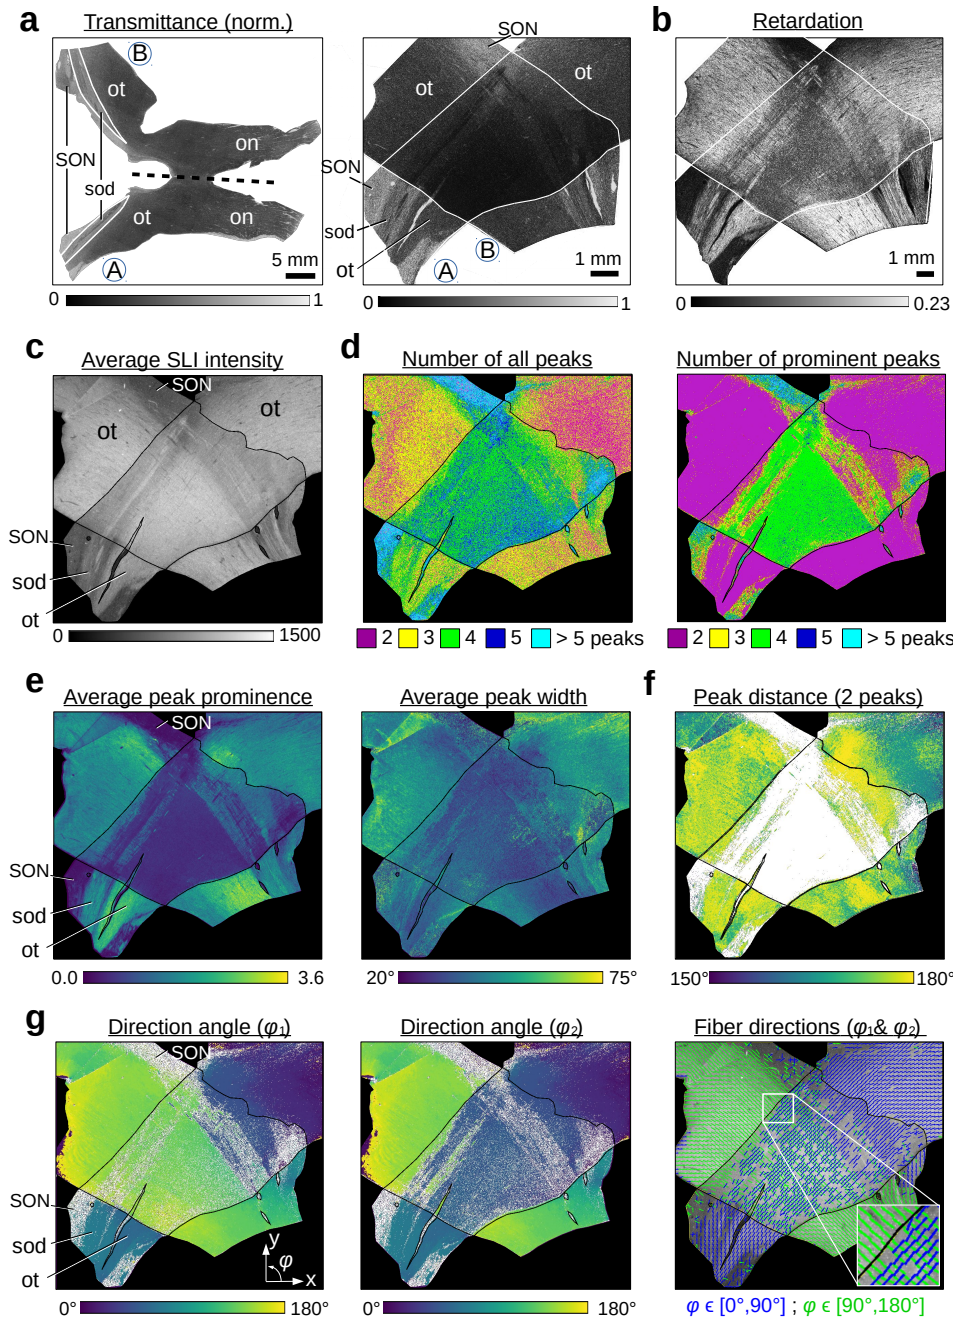 a
Transmittance (norm.)
SON
b
Retardation
B
ot
on
SON
sod
ot
on
A
5 mm
0
1
ot
ot
SON
sod
ot
A
B
1 mm
0
1
1 mm
0
0.23
c
Average SLI intensity
SON
ot
ot
SON
sod
ot
0
1500
d
Number of all peaks
2 3 4 5 > 5 peaks
Number of prominent peaks
2 3 4 5 > 5 peaks
e
Average peak prominence
SON
SON
sod
ot
0.0
3.6
Average peak width
20°
75°
f
Peak distance (2 peaks)
150°
180°
g
Direction angle (φ₁)
SON
SON
sod
ot
y
φ
x
0°
180°
Direction angle (φ₂)
0°
180°
Fiber directions (φ₁& φ₂)
φ ϵ [0°,90°] ; φ ϵ [90°,180°]